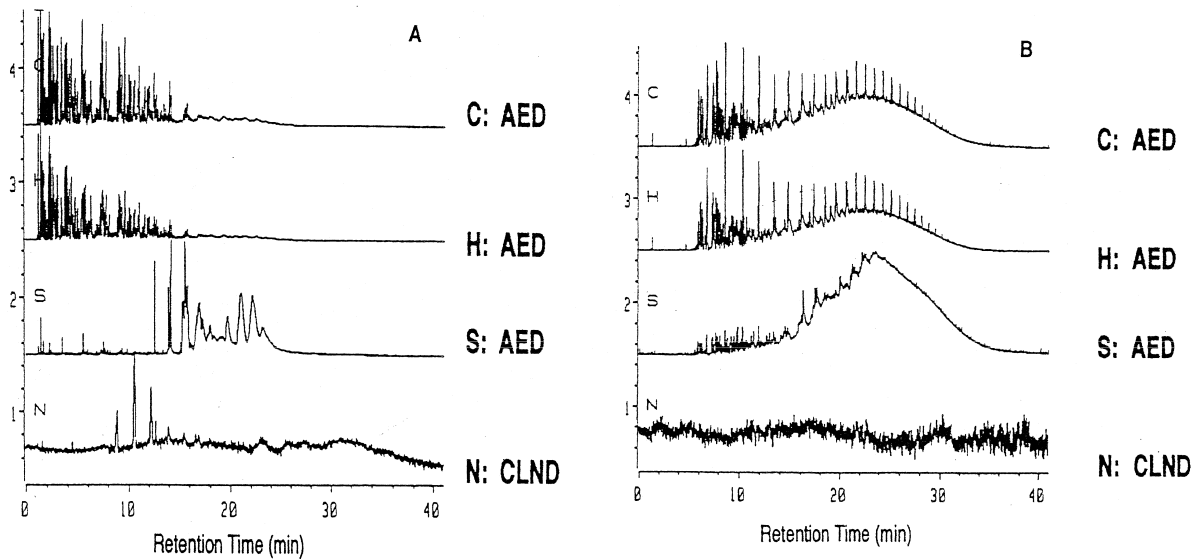 A
4
C
C: AED
3
H
H: AED
2
S
S: AED
1
N
N: CLND
0 10 20 30 40
Retention Time (min)
B
4
C
C: AED
3
H
H: AED
2
S
S: AED
1
N
N: CLND
0 10 20 30 40
Retention Time (min)